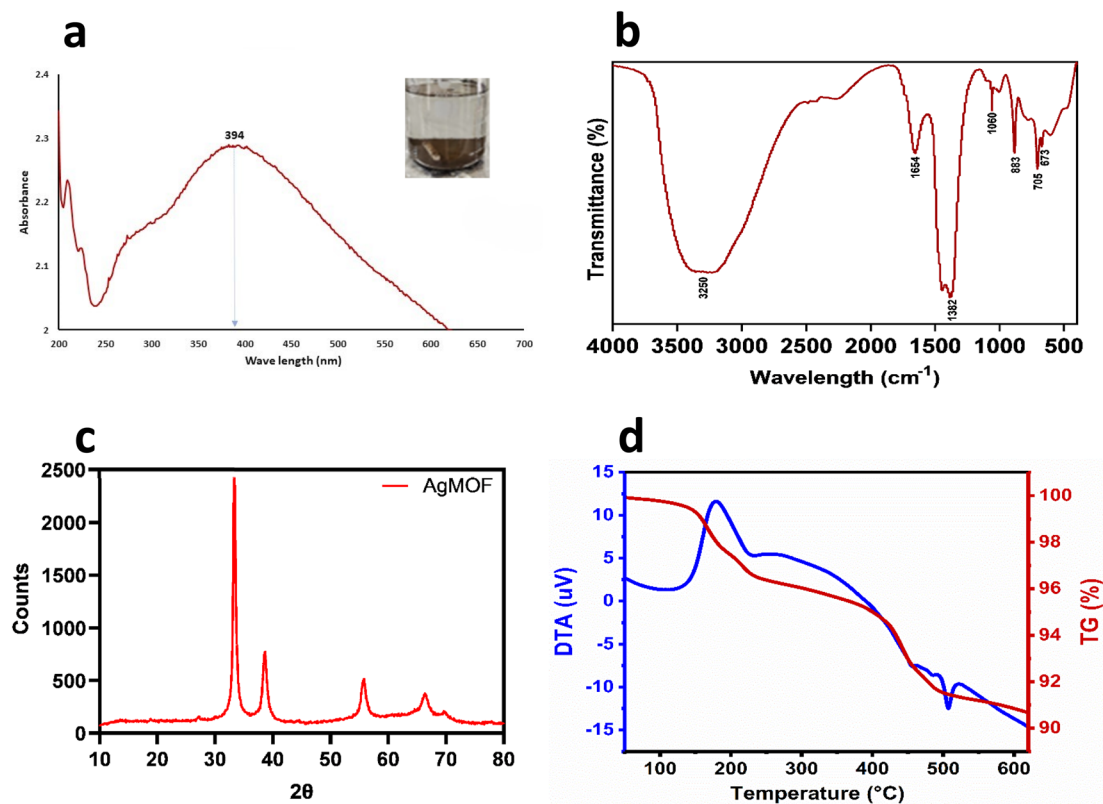 a
2.4
2.3
2.2
2.1
2
Absorbance
394
200 250 300 350 400 450 500 550 600 650 700
Wave length (nm)
b
Transmittance (%)
3250
1654
1382
1060
883
705
673
4000 3500 3000 2500 2000 1500 1000 500
Wavelength (cm-1)
c
2500
2000
1500
1000
500
0
Counts
AgMOF
10 20 30 40 50 60 70 80
2θ
d
15
10
5
0
-5
-10
-15
DTA (uV)
100
98
96
94
92
90
TG (%)
100 200 300 400 500 600
Temperature (°C)